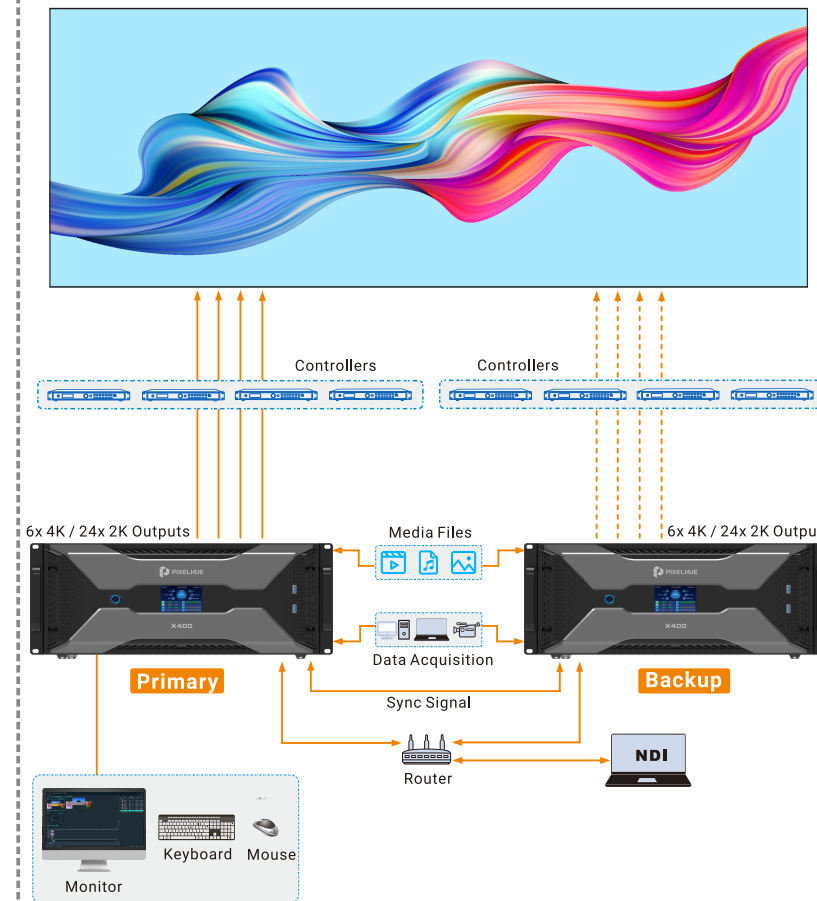 Controllers
Controllers
6x 4K / 24x 2K Outputs
Media Files
6x 4K / 24x 2K Outpu
PIXELHUE
PIXELHUE
X400
X400
Data Acquisition
Primary
Backup
Sync Signal
NDI
Router
Keyboard
Mouse
Monitor